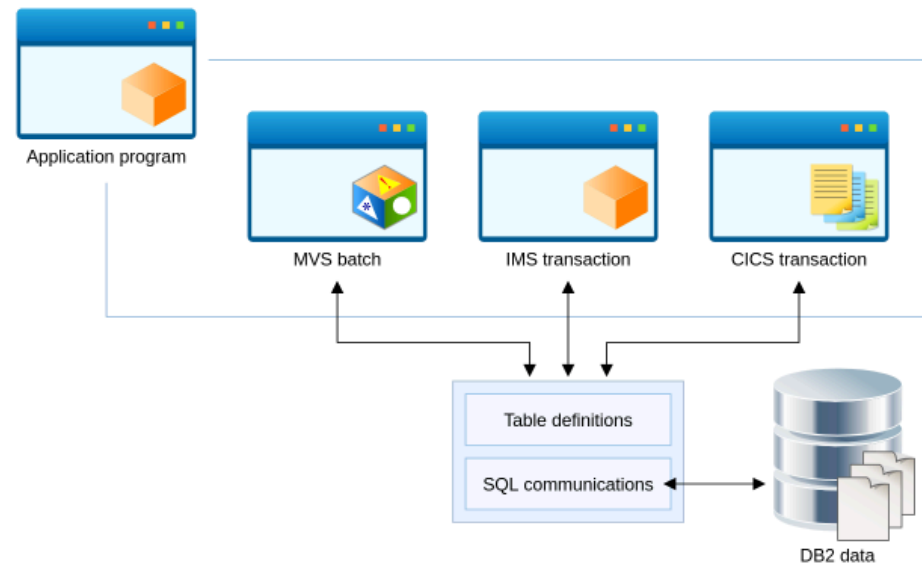 Application program
MVS batch
IMS transaction
CICS transaction
Table definitions
SQL communications
DB2 data